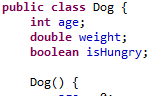 public class Dog {
int age;
double weight;
boolean isHungry;
Dog() {